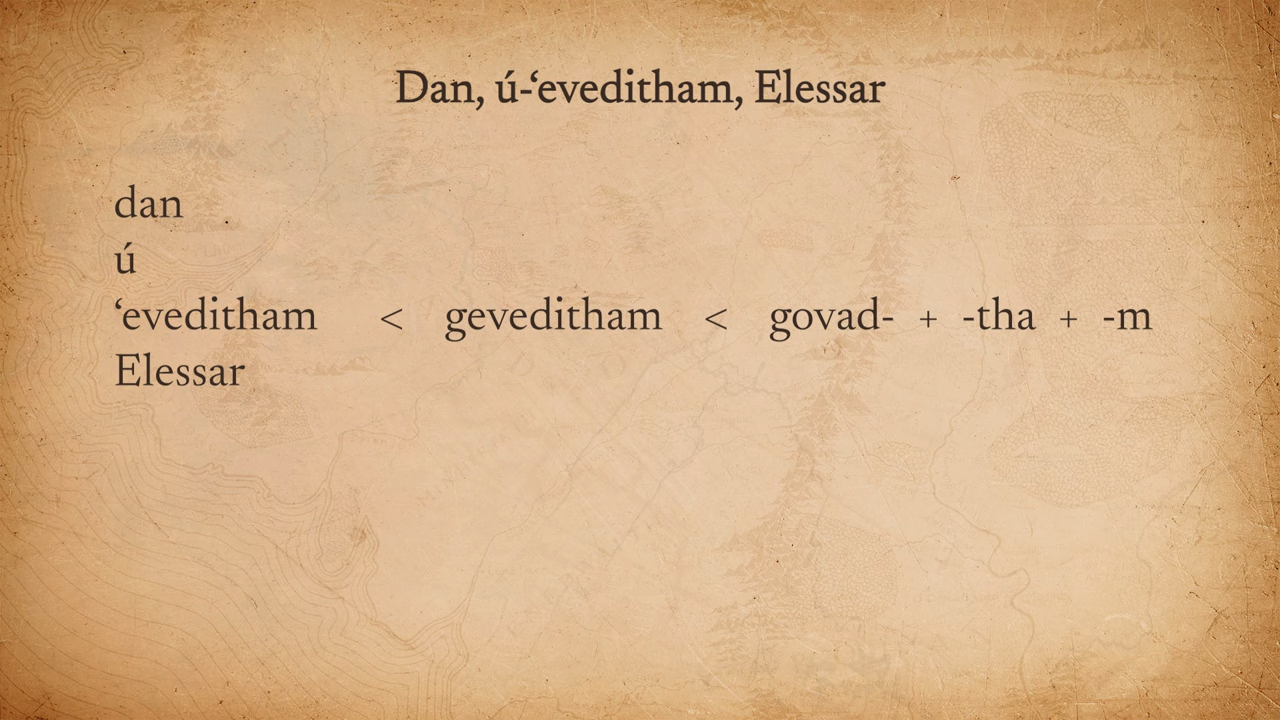 Dan, ú-‘eveditham, Elessar
dan
ú
‘eveditham < geveditham < govad- + -tha + -m
Elessar